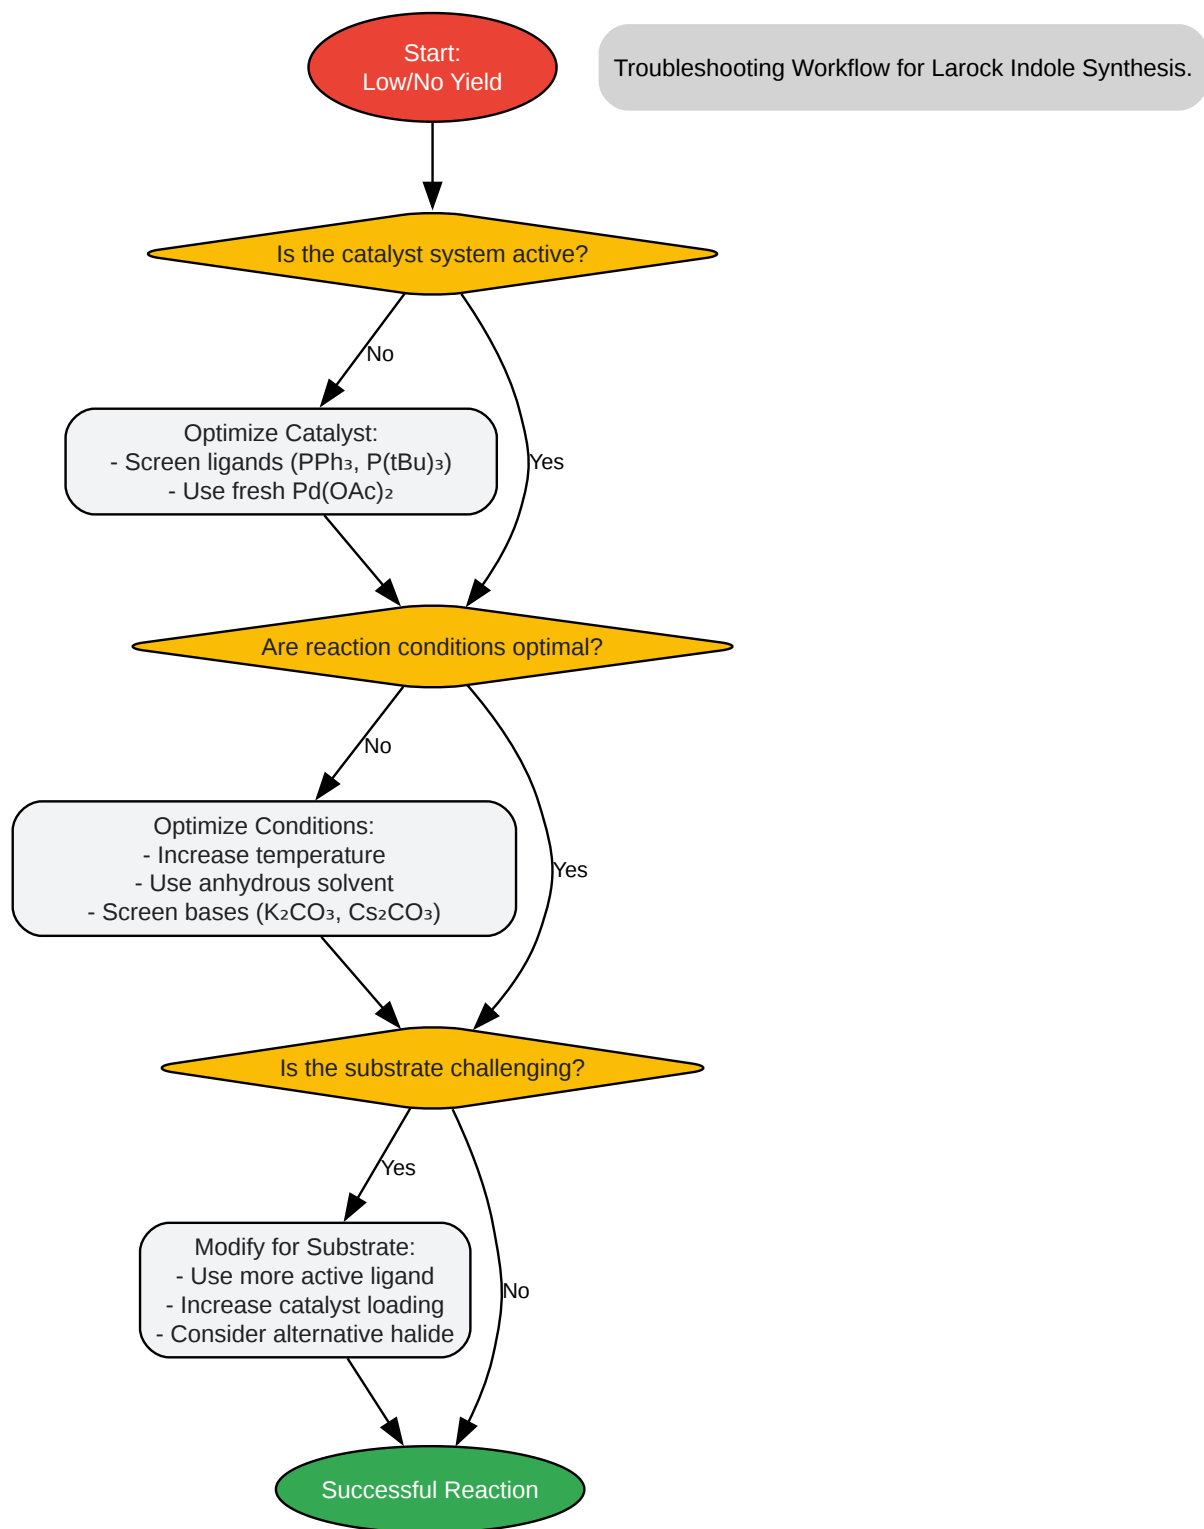 Start:
Low/No Yield
Troubleshooting Workflow for Larock Indole Synthesis.
Is the catalyst system active?
No
Optimize Catalyst:
- Screen ligands (PPh₃, P(tBu)₃)
- Use fresh Pd(OAc)₂
Yes
Are reaction conditions optimal?
No
Optimize Conditions:
- Increase temperature
- Use anhydrous solvent
- Screen bases (K₂CO₃, Cs₂CO₃)
Yes
Is the substrate challenging?
Yes
Modify for Substrate:
- Use more active ligand
- Increase catalyst loading
- Consider alternative halide
No
Successful Reaction